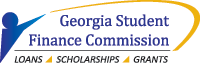 Georgia Student
Finance Commission
LOANS SCHOLARSHIPS GRANTS